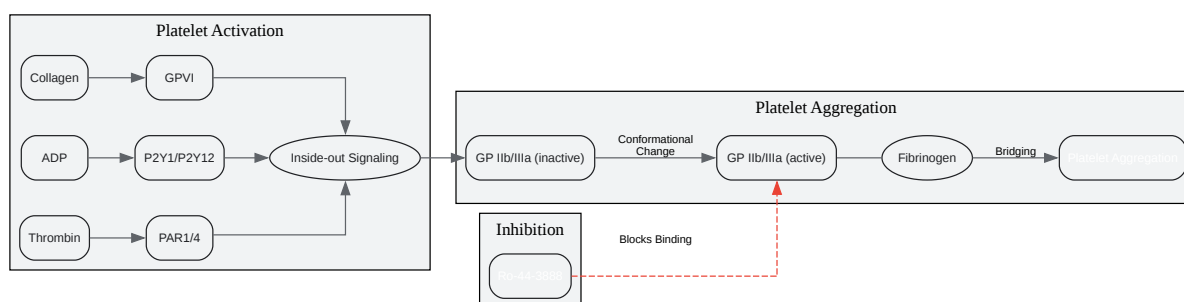 Platelet Activation
Collagen
GPVI
ADP
P2Y1/P2Y12
Inside-out Signaling
Thrombin
PAR1/4
Platelet Aggregation
GP IIb/IIIa (inactive)
Conformational
Change
GP IIb/IIIa (active)
Fibrinogen
Bridging
Platelet Aggregation
Inhibition
Ro-44-3888
Blocks Binding